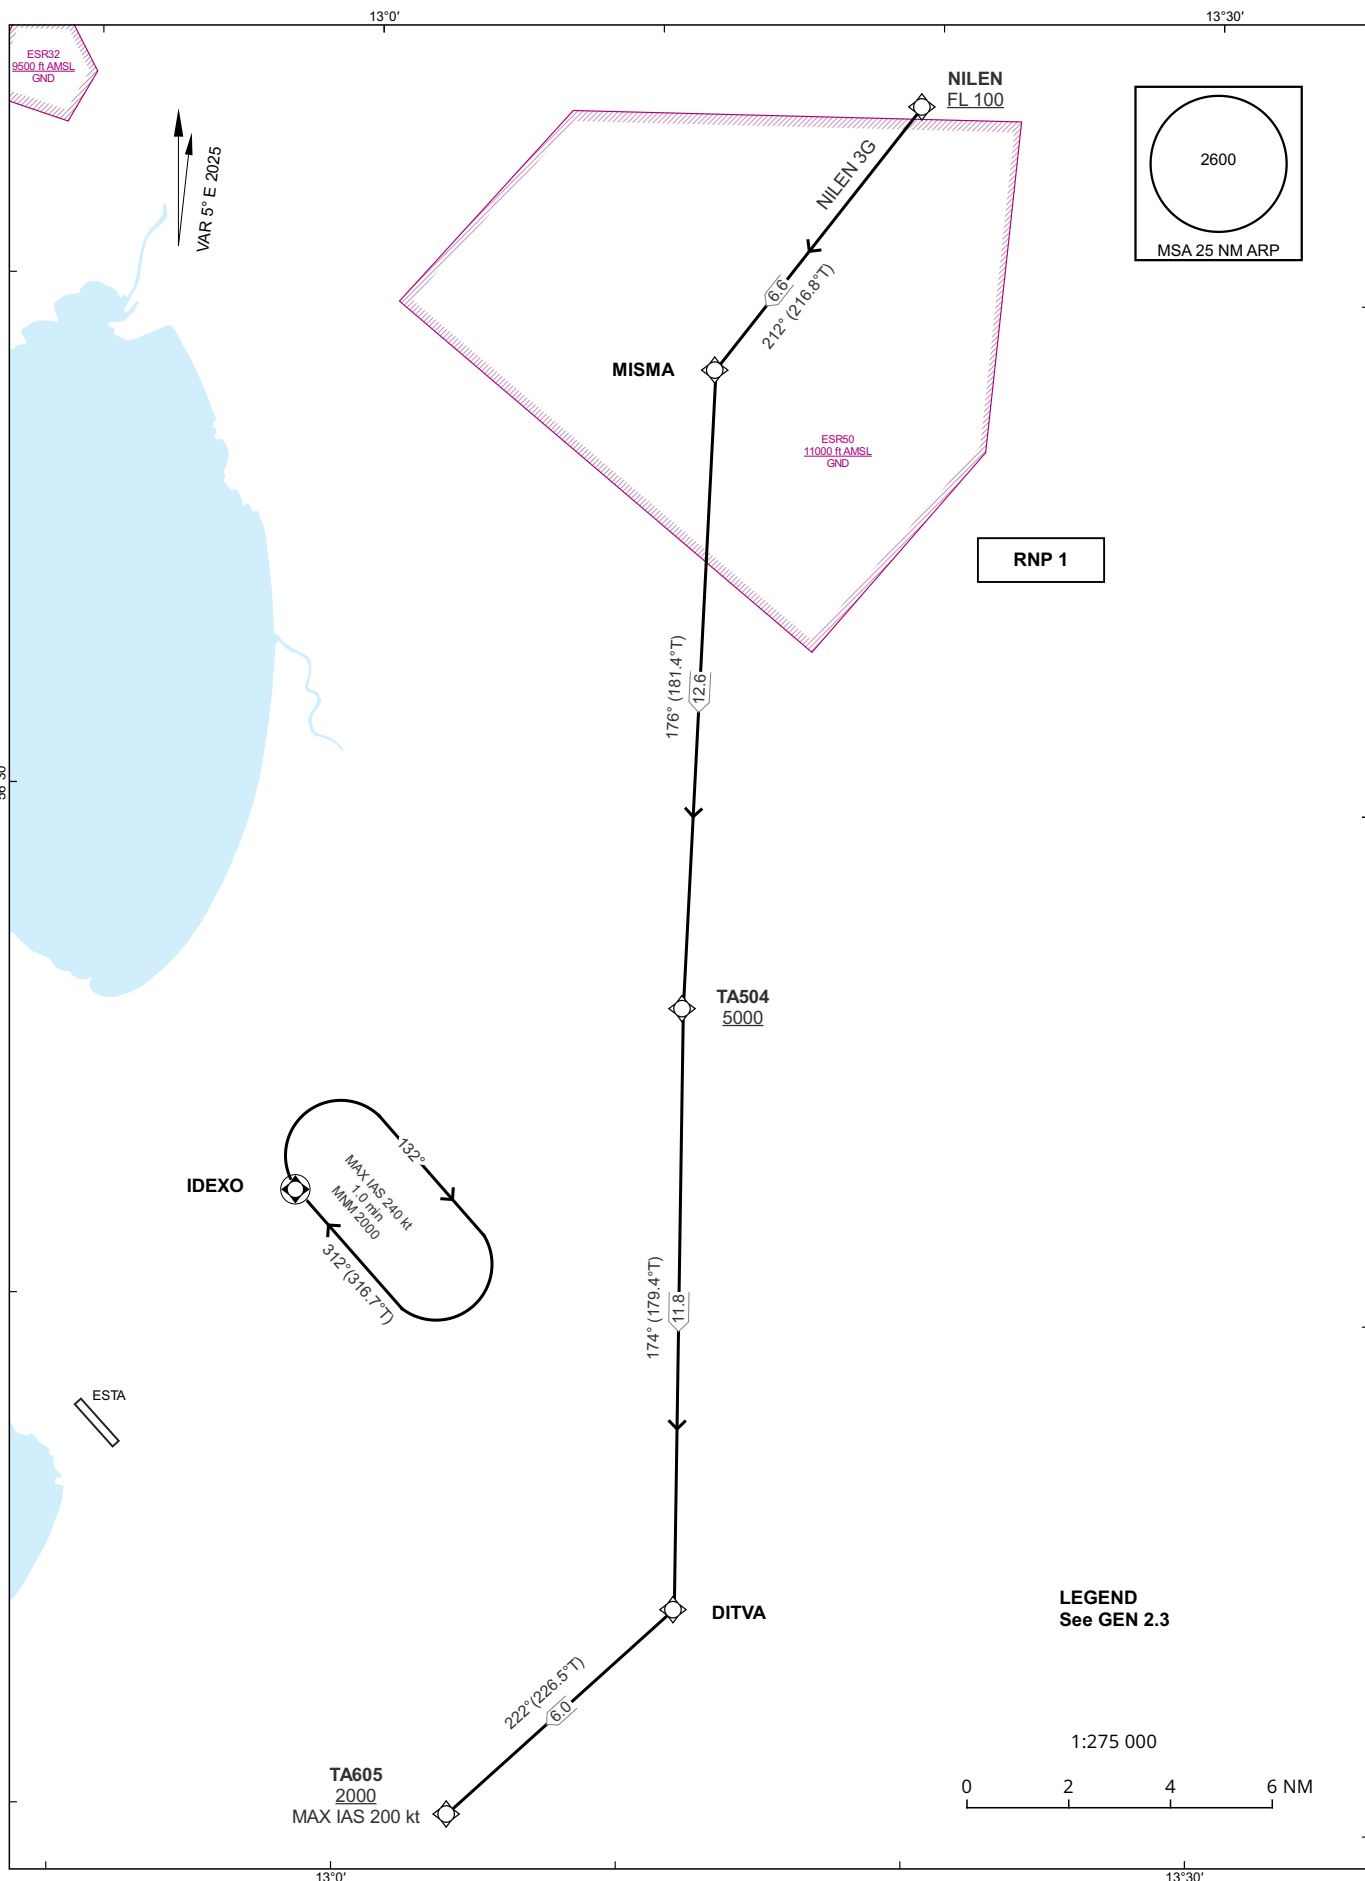 13°0′
13°30′
ESR32
9500 ft AMSL
GND
VAR 5° E 2025
NILEN
FL 100
NILEN 3G
6.6
212° (216.8°T)
2600
MSA 25 NM ARP
MISMA
ESR50
11000 ft AMSL
GND
RNP 1
176° (181.4°T)
12.6
TA504
5000
IDEXO
132°
MAX IAS 240 kt
1.0 min
MNM 2000
312°(316.7°T)
174° (179.4°T)
11.8
ESTA
DITVA
LEGEND
See GEN 2.3
222°(226.5°T)
6.0
1:275 000
0 2 4 6 NM
TA605
2000
MAX IAS 200 kt
13°0′
13°30′